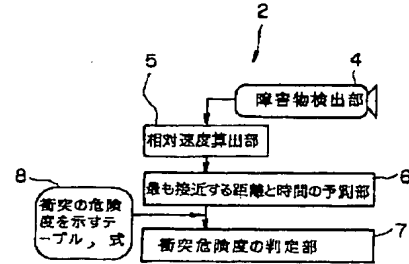 2
4
障害物検出部
5
相対速度算出部
最も接近する距離と時間の予測部
6
8
衝突の危険
度を示すテ
ーブル，式
衝突危険度の判定部
7